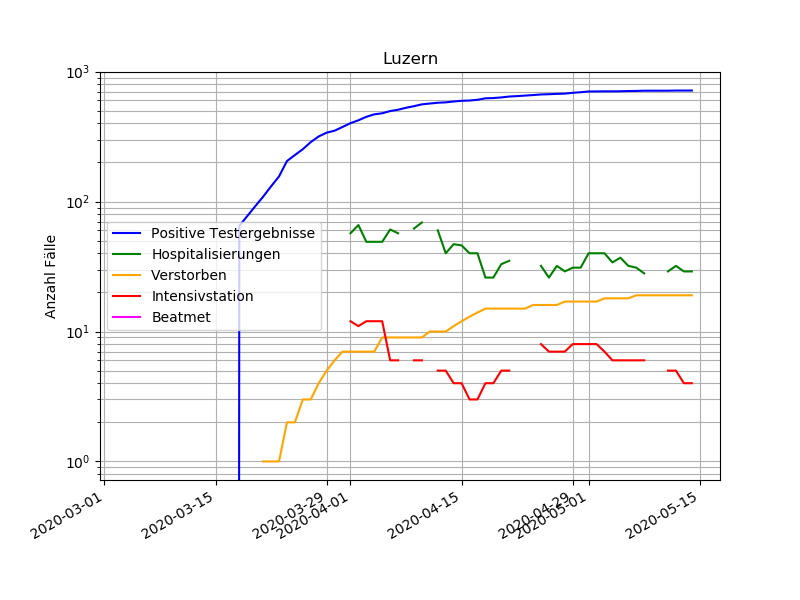 Luzern
Anzahl Fälle
10³
10²
10¹
10⁰
Positive Testergebnisse
Hospitalisierungen
Verstorben
Intensivstation
Beatmet
2020-03-01
2020-03-15
2020-03-29
2020-04-01
2020-04-15
2020-04-29
2020-05-01
2020-05-15